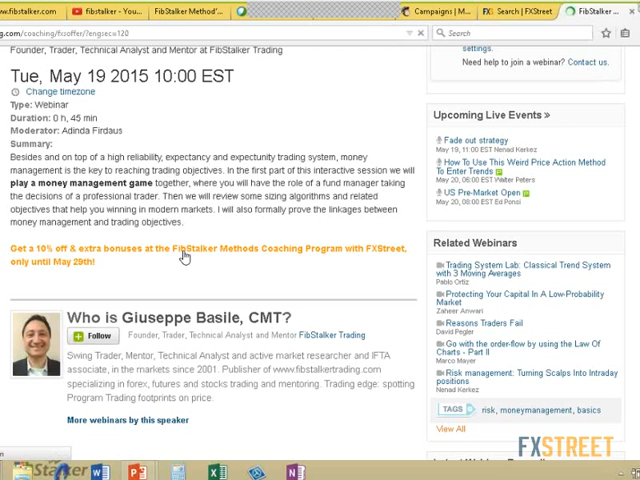 www.fibstalker.com
fibstalker - You...
FibStalker Method'...
Campaigns | M...
FXS Search | FXStreet
FibStalker ...
ng.com/coaching/fxsoffer/?engsec=120
Search
Founder, Trader, Technical Analyst and Mentor at FibStalker Trading
Tue, May 19 2015 10:00 EST
Change timezone
Type: Webinar
Duration: 0 h, 45 min
Moderator: Adinda Firdaus
Summary:
Besides and on top of a high reliability, expectancy and expectunity trading system, money
management is the key to reaching trading objectives. In the first part of this interactive session we will
play a money management game together, where you will have the role of a fund manager taking
the decisions of a professional trader. Then we will review some sizing algorithms and related
objectives that help you winning in modern markets. I will also formally prove the linkages between
money management and trading objectives.
Get a 10% off & extra bonuses at the FibStalker Methods Coaching Program with FXStreet,
only until May 29th!
Who is Giuseppe Basile, CMT?
Follow
Founder, Trader, Technical Analyst and Mentor FibStalker Trading
Swing Trader, Mentor, Technical Analyst and active market researcher and IFTA
associate, in the markets since 2001. Publisher of www.fibstalkertrading.com
specializing in forex, futures and stocks trading and mentoring. Trading edge: spotting
Program Trading footprints on price.
More webinars by this speaker
settings.
Need help to join a webinar? Contact us.
Upcoming Live Events »
Fade out strategy
May 19, 11:00 EST Nenad Kerkez
How To Use This Weird Price Action Method
To Enter Trends
May 19, 16:00 EST Walter Peters
US Pre-Market Open
May 20, 09:00 EST Ed Ponsi
Related Webinars
Trading System Lab: Classical Trend System
with 3 Moving Averages
Pablo Ortiz
Protecting Your Capital In A Low-Probability
Market
Zaheer Anwari
Reasons Traders Fail
David Pegler
Go with the order-flow by using the Law Of
Charts - Part II
Marc Nemenoff
Risk management: Turning Scalps Into Intraday
positions
Nenad Kerkez
TAGS
risk, moneymanagement, basics
View All
FXSTREET